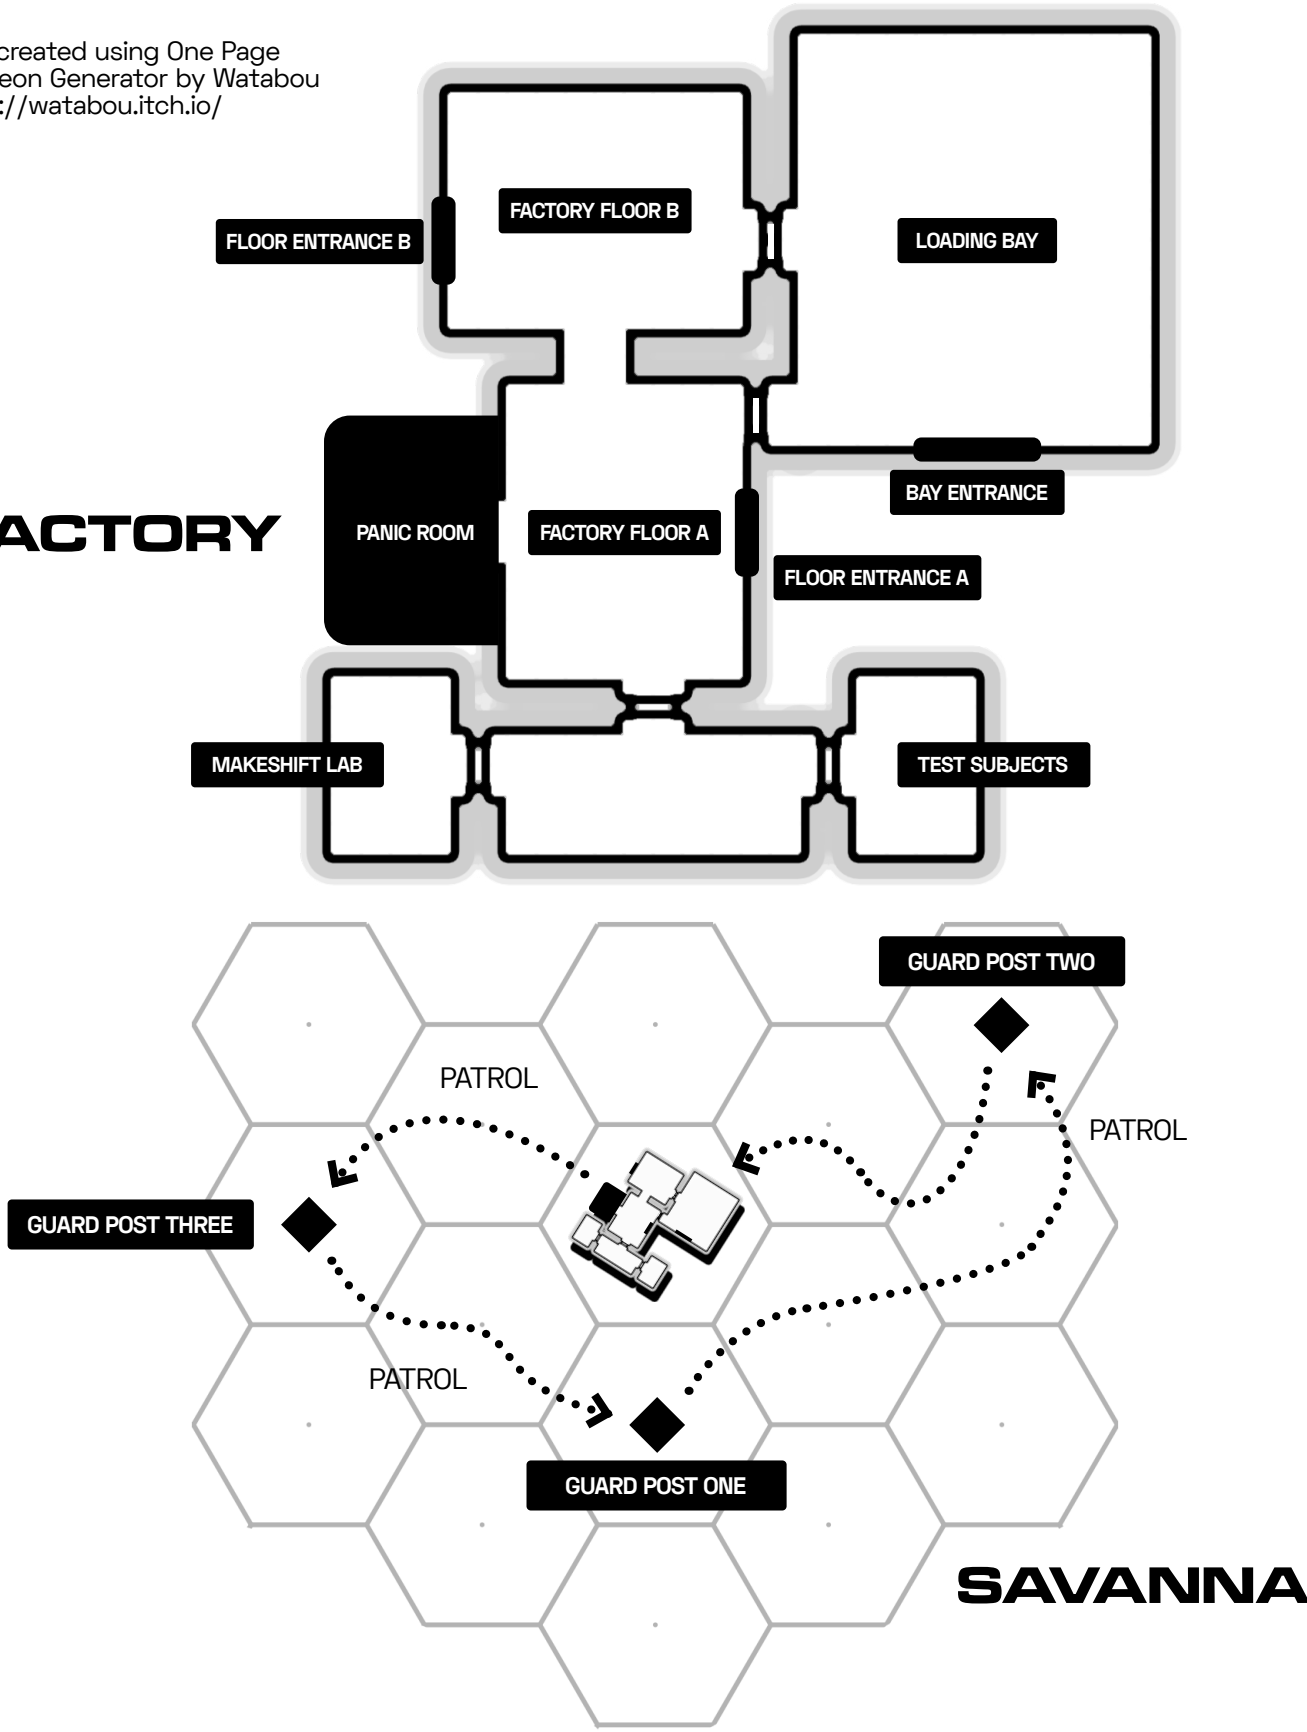 created using One Page
eon Generator by Watabou
://watabou.itch.io/
FACTORY FLOOR B
FLOOR ENTRANCE B
LOADING BAY
BAY ENTRANCE
ACTORY
PANIC ROOM
FACTORY FLOOR A
FLOOR ENTRANCE A
MAKESHIFT LAB
TEST SUBJECTS
GUARD POST TWO
PATROL
PATROL
GUARD POST THREE
PATROL
GUARD POST ONE
SAVANNA